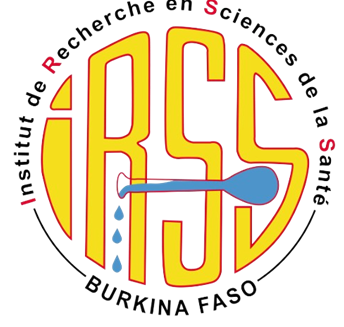 Institut de Recherche en Sciences de la Santé
iRSS
BURKINA FASO